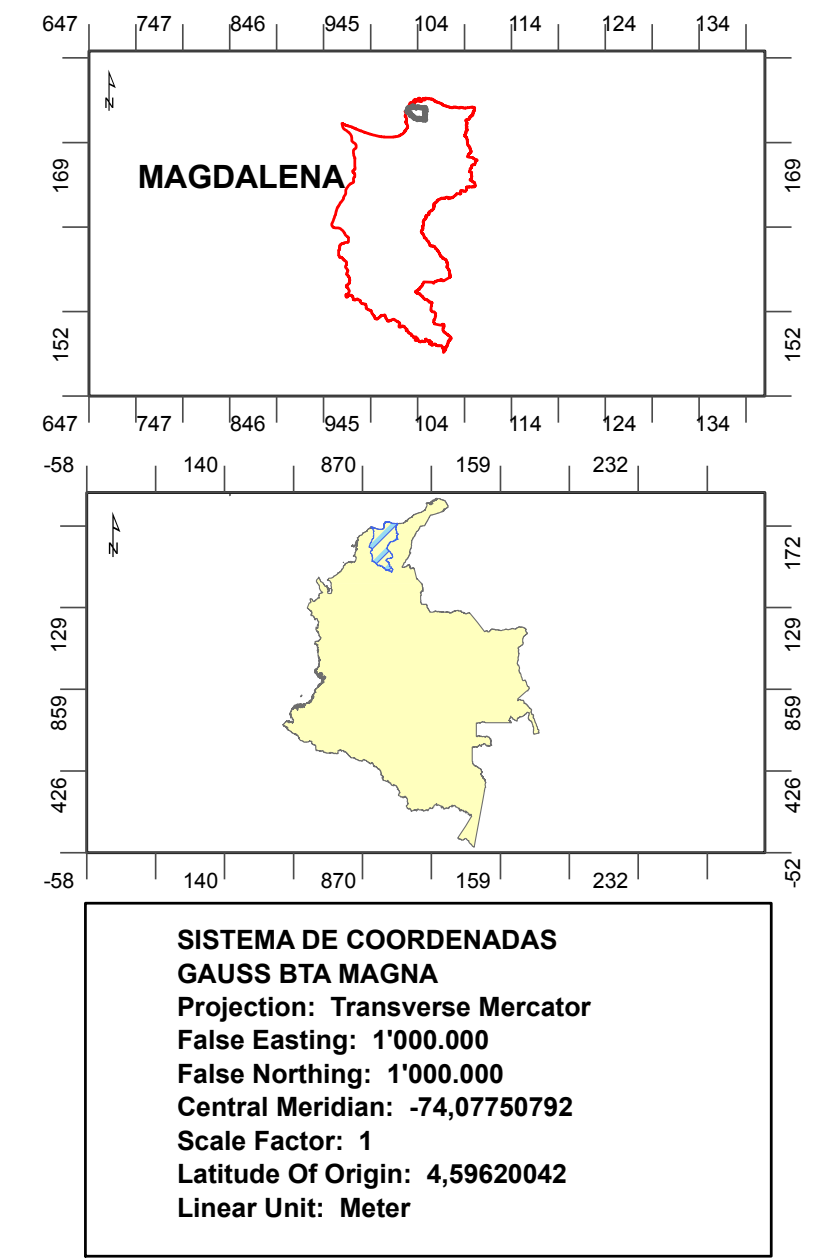 647 747 846 945 104 114 124 134
N
169 169
MAGDALENA
152 152
647 747 846 945 104 114 124 134
-58 140 870 159 232
N
172
129 129
859 859
426 426
-52
-58 140 870 159 232
SISTEMA DE COORDENADAS
GAUSS BTA MAGNA
Projection: Transverse Mercator
False Easting: 1'000.000
False Northing: 1'000.000
Central Meridian: -74,07750792
Scale Factor: 1
Latitude Of Origin: 4,59620042
Linear Unit: Meter